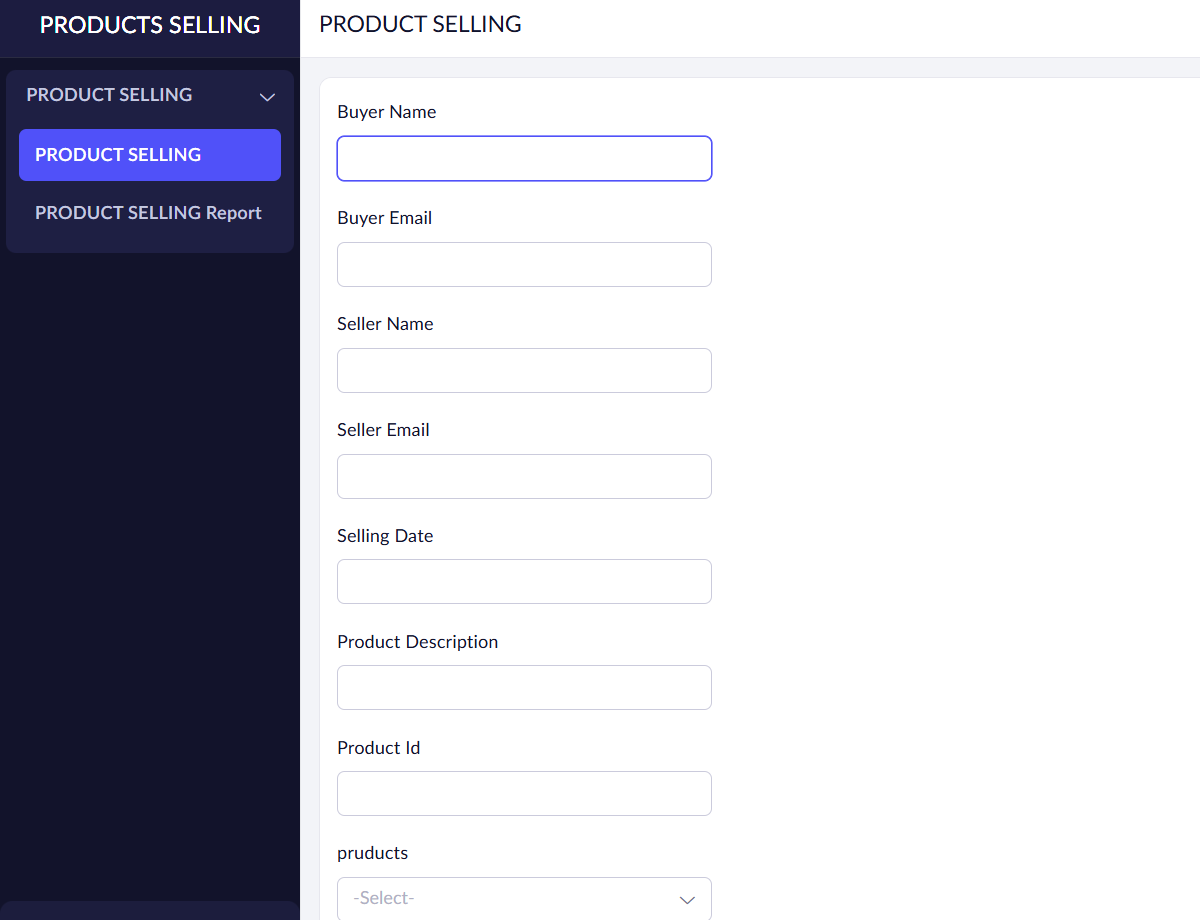 PRODUCTS SELLING
PRODUCT SELLING
PRODUCT SELLING
PRODUCT SELLING Report
PRODUCT SELLING
Buyer Name
Buyer Email
Seller Name
Seller Email
Selling Date
Product Description
Product Id
pruducts
-Select-